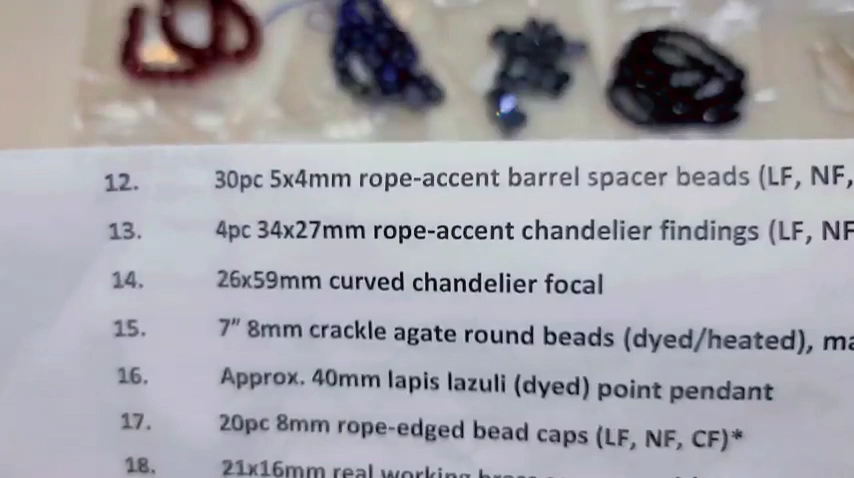 12. 30pc 5x4mm rope-accent barrel spacer beads (LF, NF,
13. 4pc 34x27mm rope-accent chandelier findings (LF, NF
14. 26x59mm curved chandelier focal
15. 7” 8mm crackle agate round beads (dyed/heated), ma
16. Approx. 40mm lapis lazuli (dyed) point pendant
17. 20pc 8mm rope-edged bead caps (LF, NF, CF)*
18. 21x16mm real working